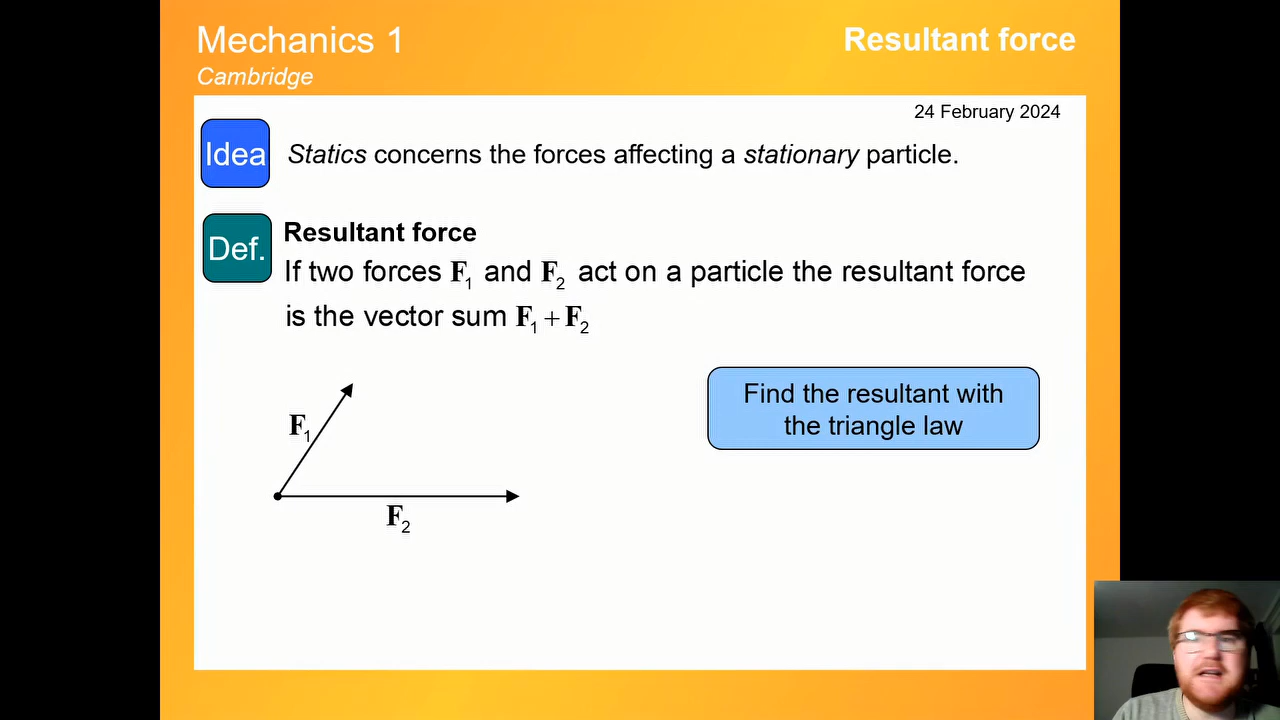 Mechanics 1
Resultant force
Cambridge
24 February 2024
Idea
Statics concerns the forces affecting a stationary particle.
Def.
Resultant force
If two forces F₁ and F₂ act on a particle the resultant force
is the vector sum F₁ + F₂
Find the resultant with
the triangle law
F₁
F₂